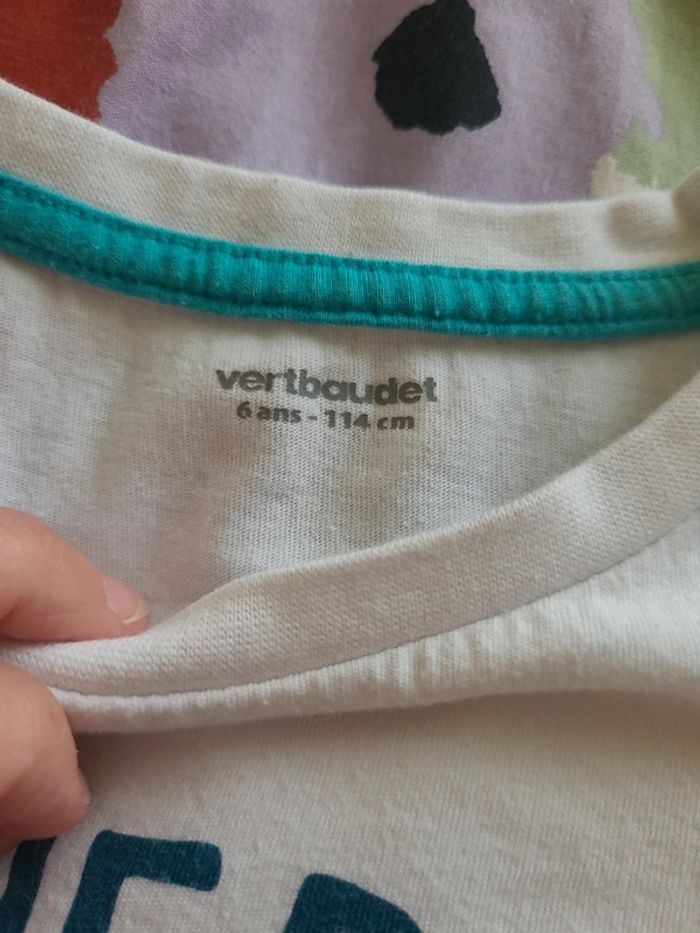 vertbaudet
6 ans - 114 cm